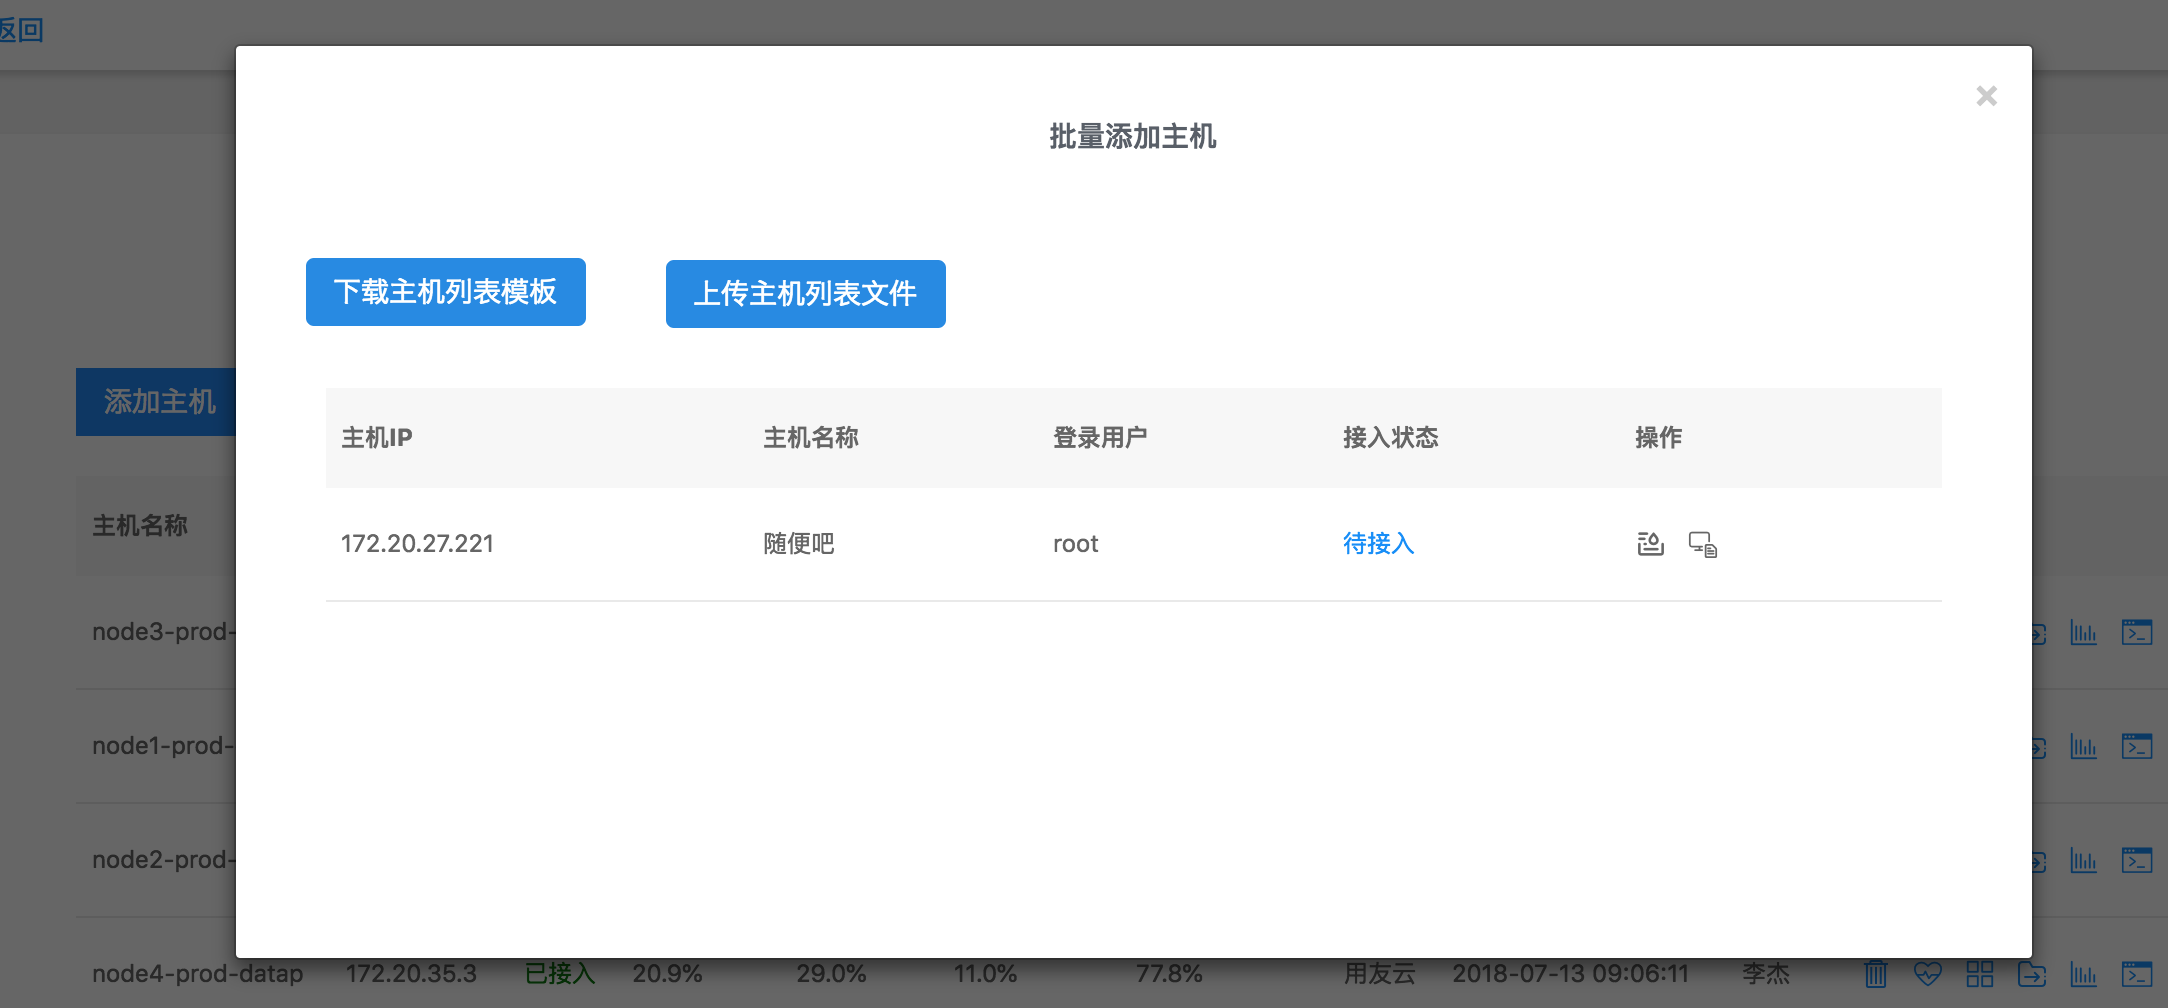 返回
批量添加主机
下载主机列表模板 上传主机列表文件
添加主机
主机IP 主机名称 登录用户 接入状态 操作
主机名称
172.20.27.221 随便吧 root 待接入
node3-prod-
node1-prod-
node2-prod-
node4-prod-datap 172.20.35.3 已接入 20.9% 29.0% 11.0% 77.8% 用友云 2018-07-13 09:06:11 李杰